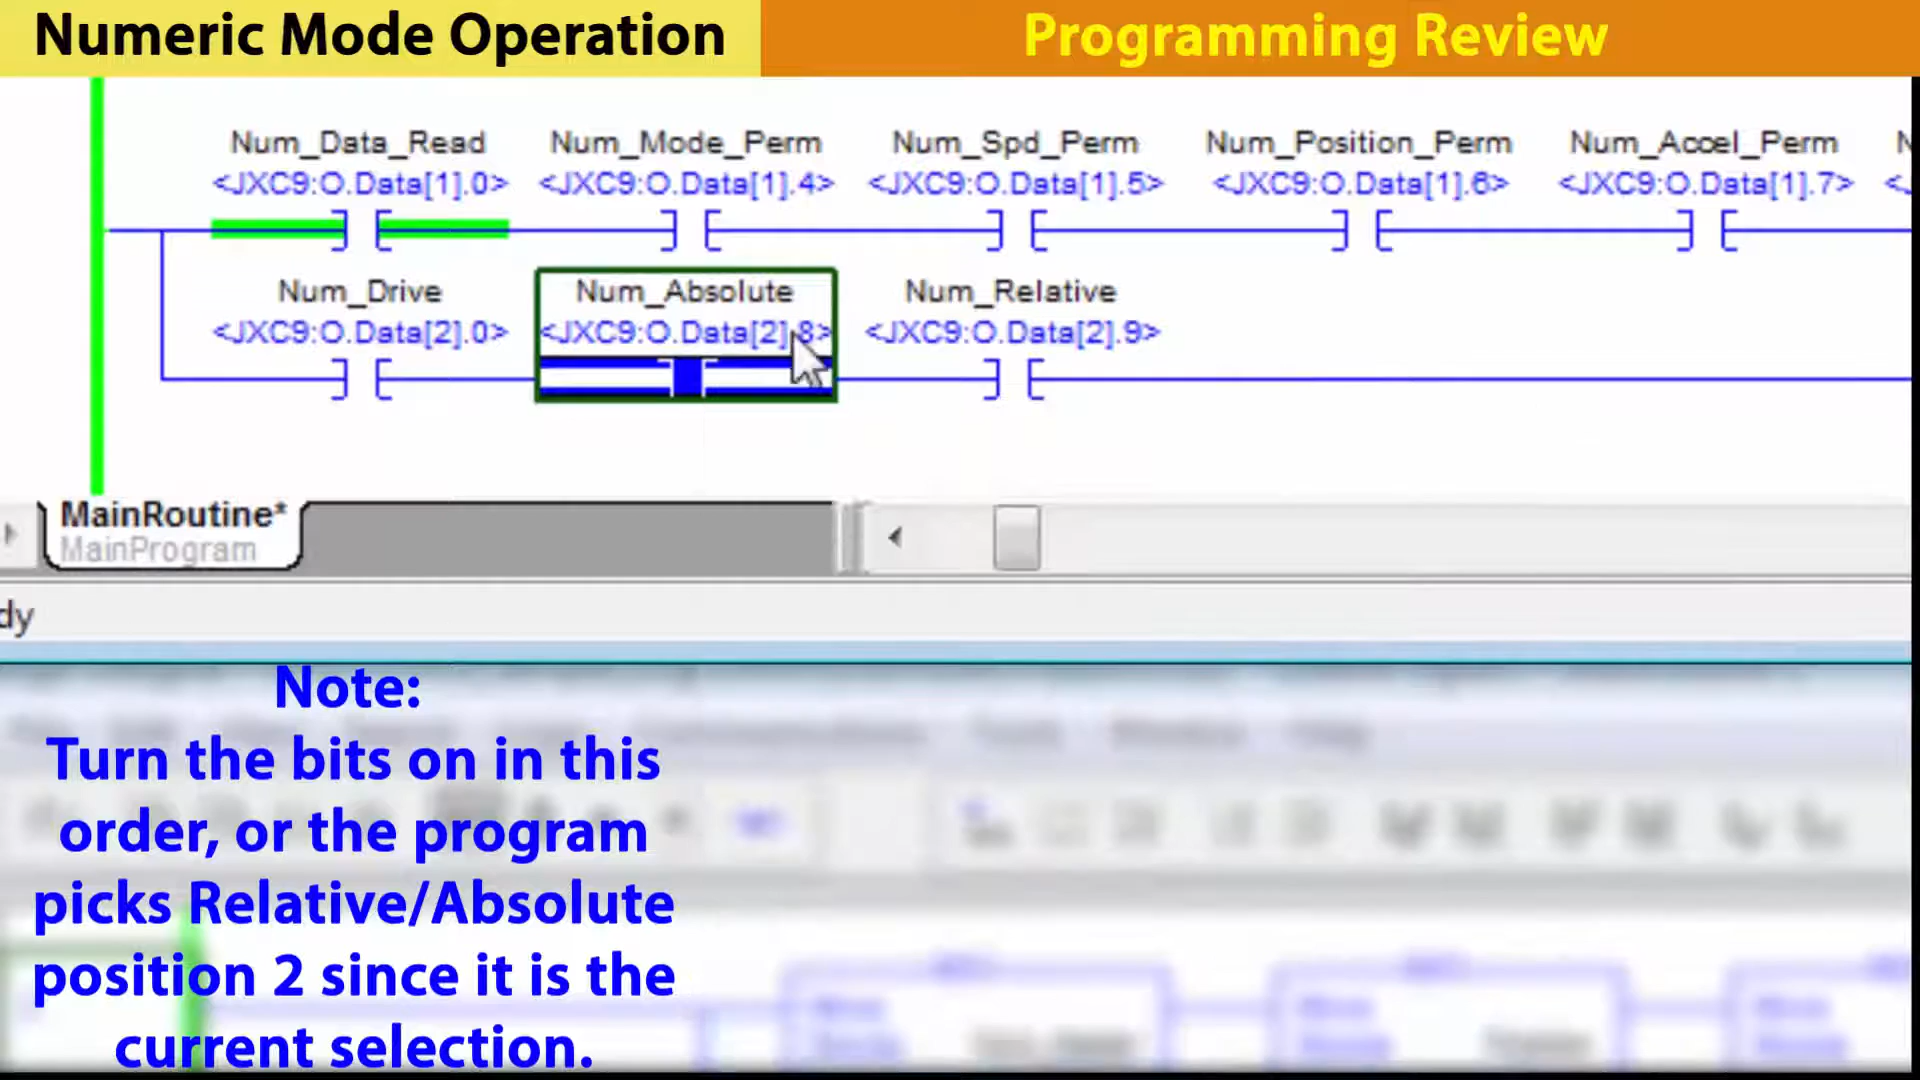 Numeric Mode Operation
Programming Review
Num_Data_Read Num_Mode_Perm Num_Spd_Perm Num_Position_Perm Num_Accel_Perm
<JXC9:O.Data[1].0> <JXC9:O.Data[1].4> <JXC9:O.Data[1].5> <JXC9:O.Data[1].6> <JXC9:O.Data[1].7>
Num_Drive Num_Absolute Num_Relative
<JXC9:O.Data[2].0> <JXC9:O.Data[2].8> <JXC9:O.Data[2].9>
MainRoutine*
MainProgram
dy
Note:
Turn the bits on in this
order, or the program
picks Relative/Absolute
position 2 since it is the
current selection.